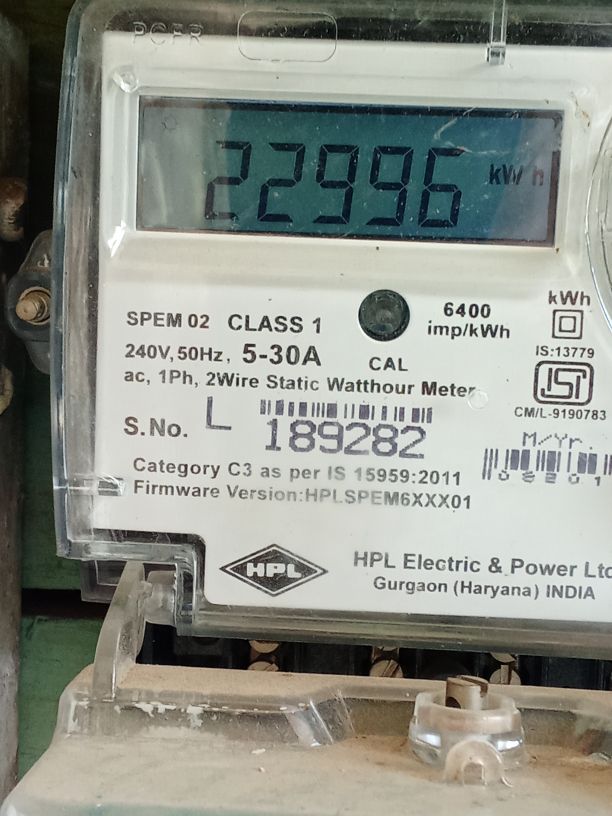 22996 kWh
SPEM 02 CLASS 1
6400
imp/kWh
kWh
240V, 50Hz, 5-30A
CAL
IS:13779
ac, 1Ph, 2Wire Static Watthour Meter
ISI
CM/L-9190783
S.No. L 189282
M/Yr.
Category C3 as per IS 15959:2011
Firmware Version:HPLSPEM6XXX01
HPL
HPL Electric & Power Ltd
Gurgaon (Haryana) INDIA